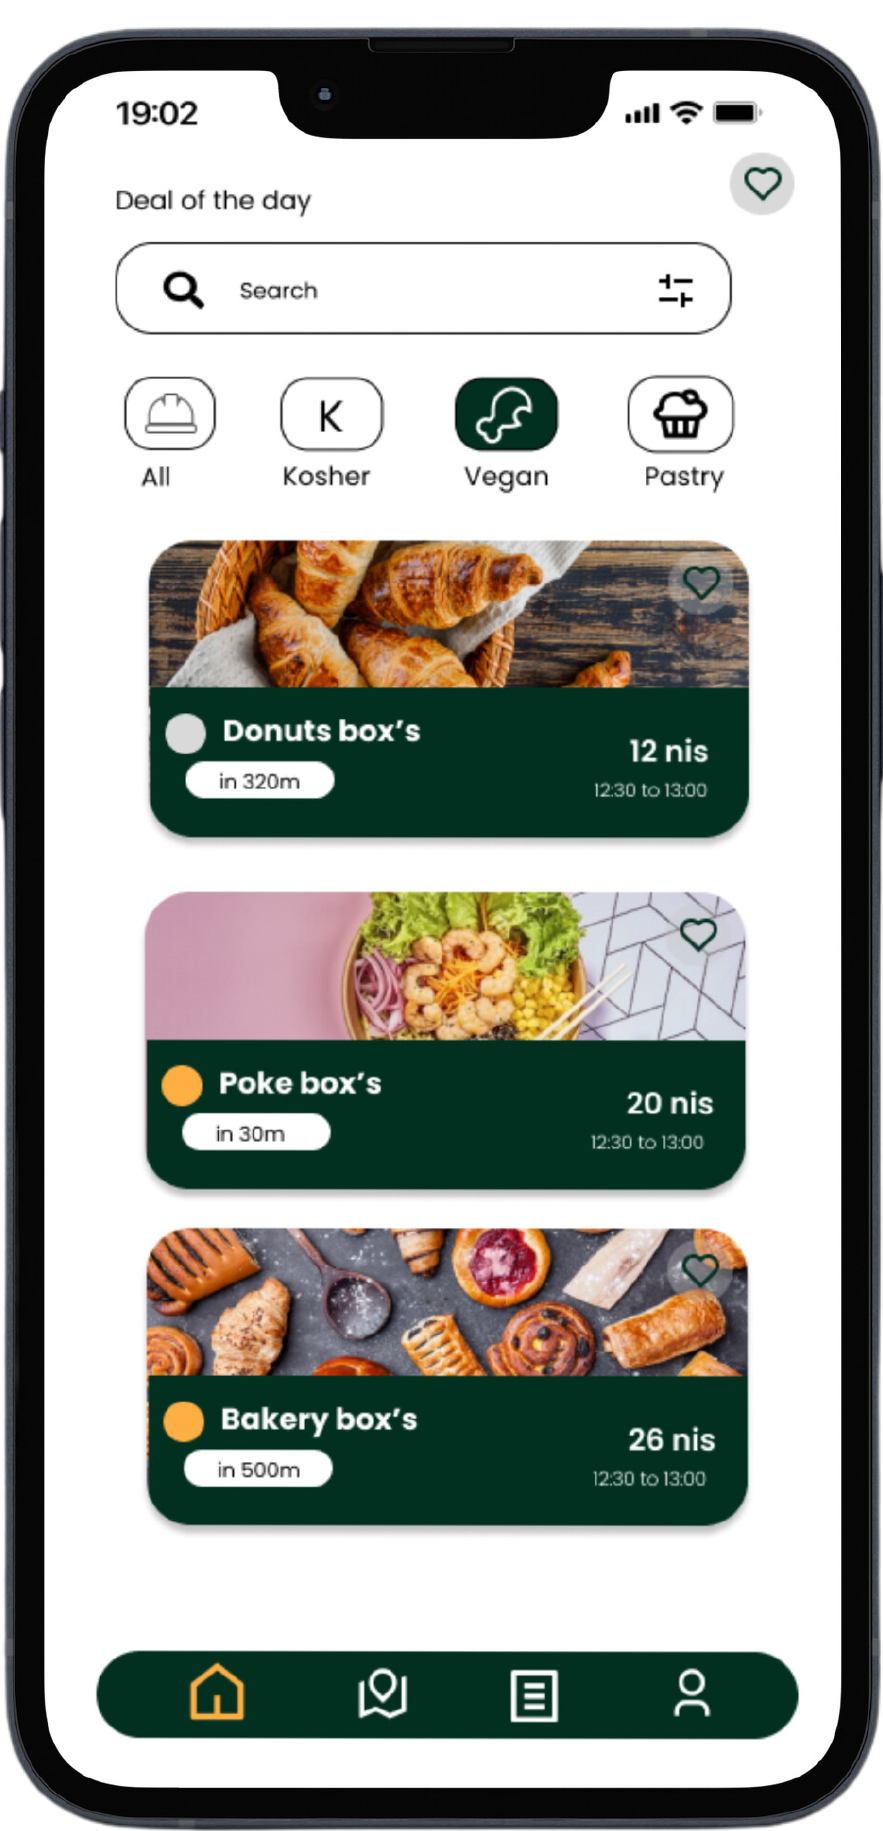 19:02
Deal of the day
Search
K
All Kosher Vegan Pastry
Donuts box’s
12 nis
in 320m
12:30 to 13:00
Poke box’s
20 nis
in 30m
12:30 to 13:00
Bakery box’s
26 nis
in 500m
12:30 to 13:00